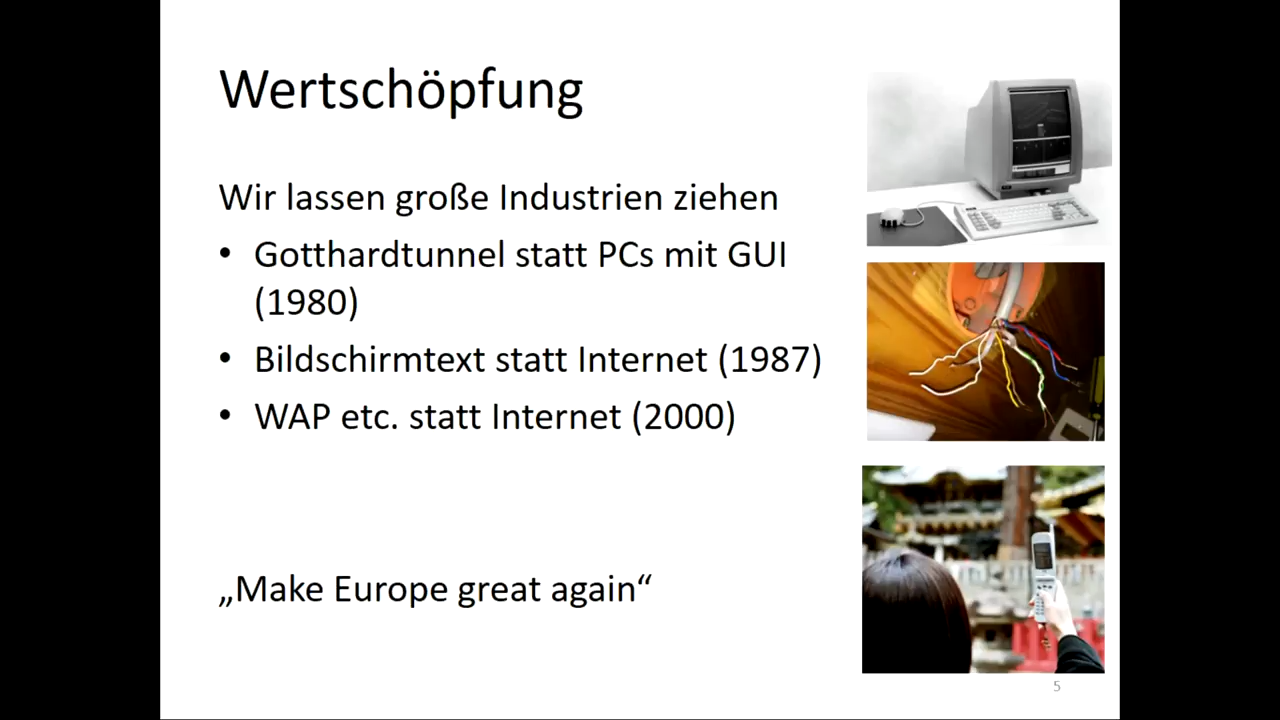 Wertschöpfung
Wir lassen große Industrien ziehen
• Gotthardtunnel statt PCs mit GUI
(1980)
• Bildschirmtext statt Internet (1987)
• WAP etc. statt Internet (2000)
„Make Europe great again“
5